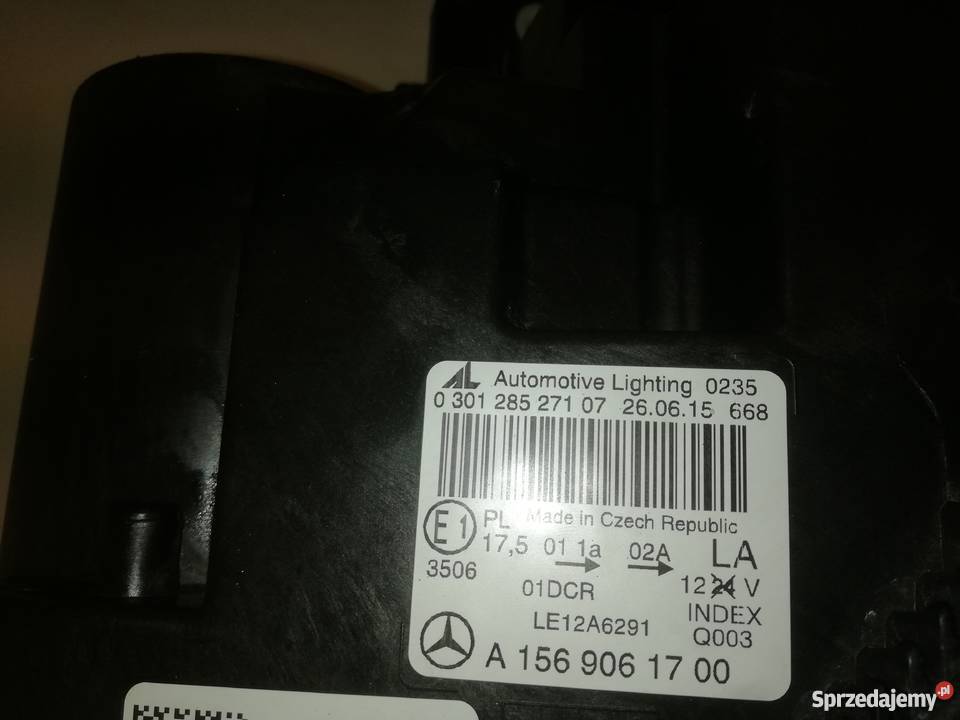 AL Automotive Lighting 0235
0 301 285 271 07 26.06.15 668
E1 PL Made in Czech Republic
17,5 01 1a 02A LA
3506 12 24 V
01DCR INDEX
LE12A6291 Q003
A 156 906 17 00
Sprzedajemy.pl